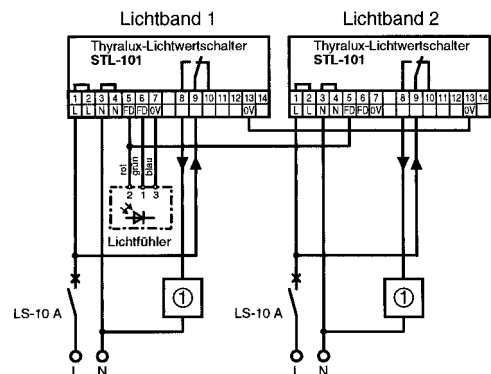 Lichtband 1 Lichtband 2
Thyralux-Lichtwertschalter Thyralux-Lichtwertschalter
STL-101 STL-101
1 2 3 4 5 6 7 8 9 10 11 12 13 14 1 2 3 4 5 6 7 8 9 10 11 12 13 14
L L N N FD FD 0V 0V L L N N FD FD 0V 0V
rot grün blau
2 1 3
Lichtfühler
1 1
LS-10 A LS-10 A
L N L N